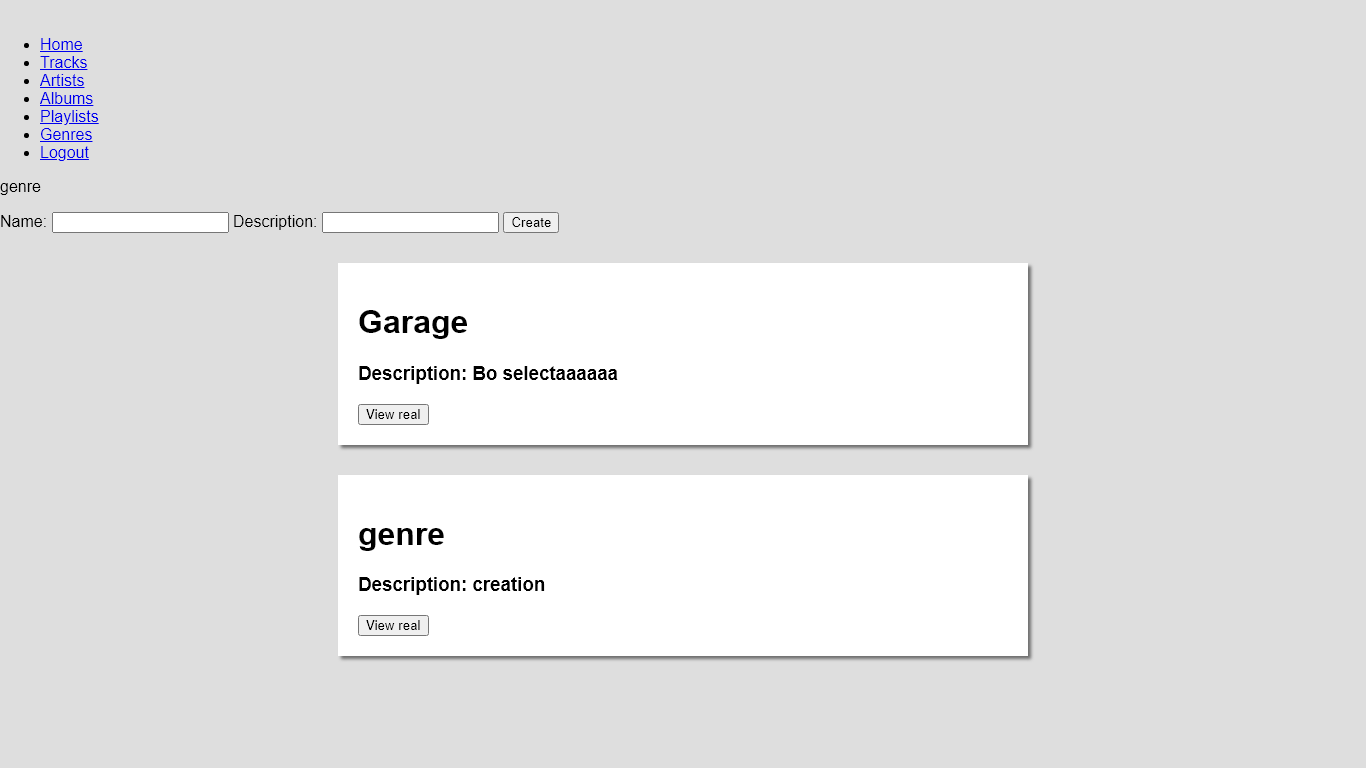 Home
Tracks
Artists
Albums
Playlists
Genres
Logout
genre
Name: Description: Create
Garage
Description: Bo selectaaaaaa
View real
genre
Description: creation
View real